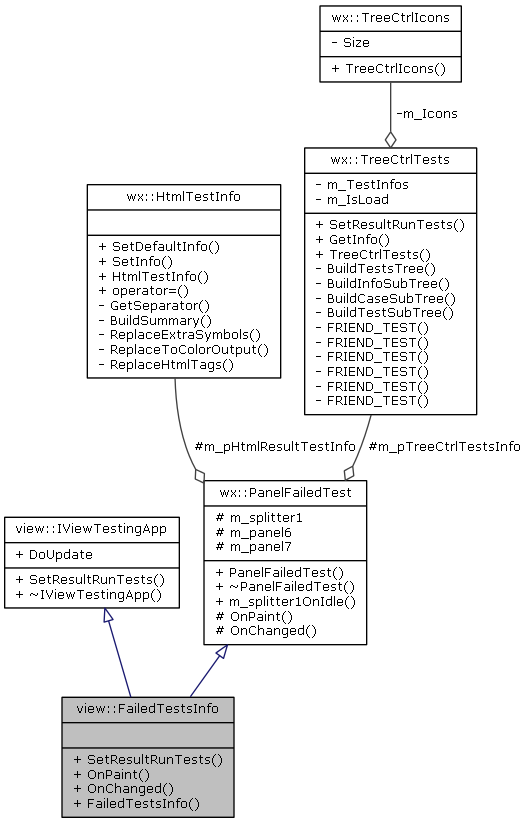 wx::TreeCtrlIcons
- Size
+ TreeCtrlIcons()
-m_Icons
wx::TreeCtrlTests
- m_TestInfos
- m_IsLoad
+ SetResultRunTests()
+ GetInfo()
+ TreeCtrlTests()
- BuildTestsTree()
- BuildInfoSubTree()
- BuildCaseSubTree()
- BuildTestSubTree()
- FRIEND_TEST()
- FRIEND_TEST()
- FRIEND_TEST()
- FRIEND_TEST()
- FRIEND_TEST()
- FRIEND_TEST()
wx::HtmlTestInfo
+ SetDefaultInfo()
+ SetInfo()
+ HtmlTestInfo()
+ operator=()
- GetSeparator()
- BuildSummary()
- ReplaceExtraSymbols()
- ReplaceToColorOutput()
- ReplaceHtmlTags()
#m_pHtmlResultTestInfo
#m_pTreeCtrlTestsInfo
wx::PanelFailedTest
# m_splitter1
# m_panel6
# m_panel7
+ PanelFailedTest()
+ ~PanelFailedTest()
+ m_splitter1OnIdle()
# OnPaint()
# OnChanged()
view::IViewTestingApp
+ DoUpdate
+ SetResultRunTests()
+ ~IViewTestingApp()
view::FailedTestsInfo
+ SetResultRunTests()
+ OnPaint()
+ OnChanged()
+ FailedTestsInfo()